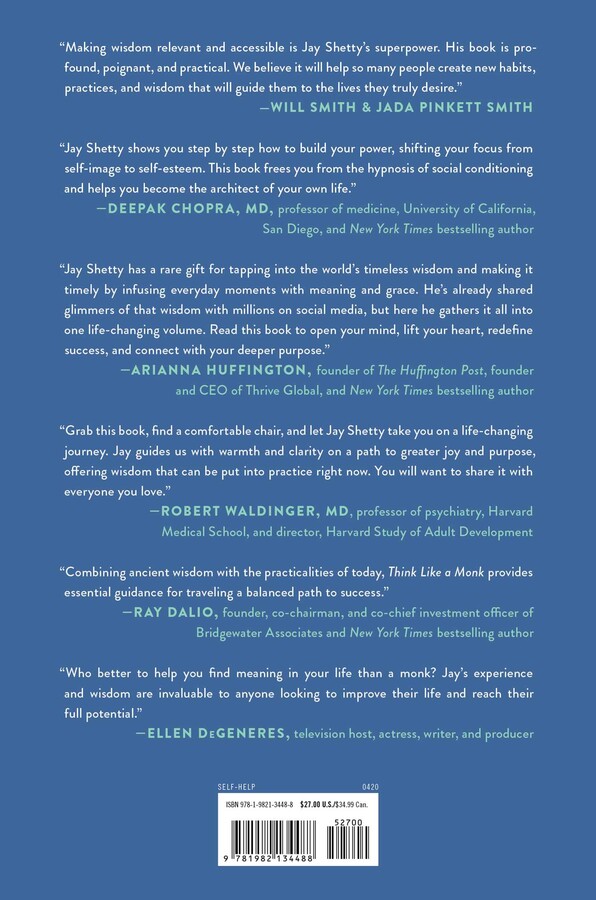 “Making wisdom relevant and accessible is Jay Shetty’s superpower. His book is pro-
found, poignant, and practical. We believe it will help so many people create new habits,
practices, and wisdom that will guide them to the lives they truly desire.”
—WILL SMITH & JADA PINKETT SMITH
“Jay Shetty shows you step by step how to build your power, shifting your focus from
self-image to self-esteem. This book frees you from the hypnosis of social conditioning
and helps you become the architect of your own life.”
—DEEPAK CHOPRA, MD, professor of medicine, University of California,
San Diego, and New York Times bestselling author
“Jay Shetty has a rare gift for tapping into the world’s timeless wisdom and making it
timely by infusing everyday moments with meaning and grace. He’s already shared
glimmers of that wisdom with millions on social media, but here he gathers it all into
one life-changing volume. Read this book to open your mind, lift your heart, redefine
success, and connect with your deeper purpose.”
—ARIANNA HUFFINGTON, founder of The Huffington Post, founder
and CEO of Thrive Global, and New York Times bestselling author
“Grab this book, find a comfortable chair, and let Jay Shetty take you on a life-changing
journey. Jay guides us with warmth and clarity on a path to greater joy and purpose,
offering wisdom that can be put into practice right now. You will want to share it with
everyone you love.”
—ROBERT WALDINGER, MD, professor of psychiatry, Harvard
Medical School, and director, Harvard Study of Adult Development
“Combining ancient wisdom with the practicalities of today, Think Like a Monk provides
essential guidance for traveling a balanced path to success.”
—RAY DALIO, founder, co-chairman, and co-chief investment officer of
Bridgewater Associates and New York Times bestselling author
“Who better to help you find meaning in your life than a monk? Jay’s experience
and wisdom are invaluable to anyone looking to improve their life and reach their
full potential.”
—ELLEN DeGENERES, television host, actress, writer, and producer
SELF-HELP 0420
ISBN 978-1-9821-3448-8 $27.00 U.S./$34.99 Can.
52700
9 781982 134488